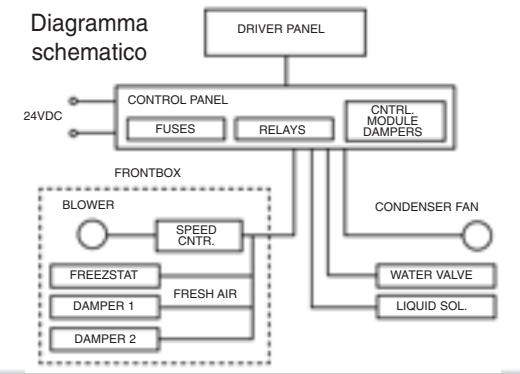 Diagramma
schematico
DRIVER PANEL
24VDC
CONTROL PANEL
FUSES
RELAYS
CNTRL.
MODULE
DAMPERS
FRONTBOX
BLOWER
SPEED
CNTR.
CONDENSER FAN
FREEZSTAT
FRESH AIR
DAMPER 1
DAMPER 2
WATER VALVE
LIQUID SOL.